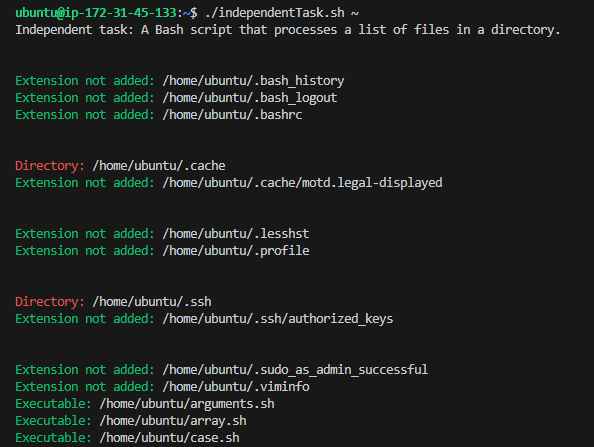 ubuntu@ip-172-31-45-133:~$ ./independentTask.sh ~
Independent task: A Bash script that processes a list of files in a directory.
Extension not added: /home/ubuntu/.bash_history
Extension not added: /home/ubuntu/.bash_logout
Extension not added: /home/ubuntu/.bashrc
Directory: /home/ubuntu/.cache
Extension not added: /home/ubuntu/.cache/motd.legal-displayed
Extension not added: /home/ubuntu/.lesshst
Extension not added: /home/ubuntu/.profile
Directory: /home/ubuntu/.ssh
Extension not added: /home/ubuntu/.ssh/authorized_keys
Extension not added: /home/ubuntu/.sudo_as_admin_successful
Extension not added: /home/ubuntu/.viminfo
Executable: /home/ubuntu/arguments.sh
Executable: /home/ubuntu/array.sh
Executable: /home/ubuntu/case.sh